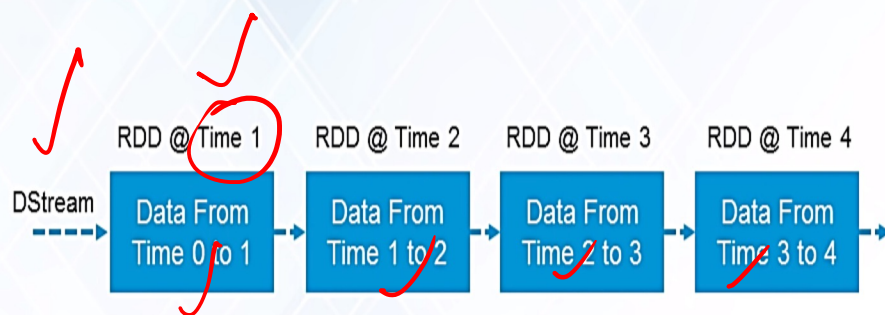 RDD @ Time 1 RDD @ Time 2 RDD @ Time 3 RDD @ Time 4
DStream
Data From
Time 0 to 1
Data From
Time 1 to 2
Data From
Time 2 to 3
Data From
Time 3 to 4